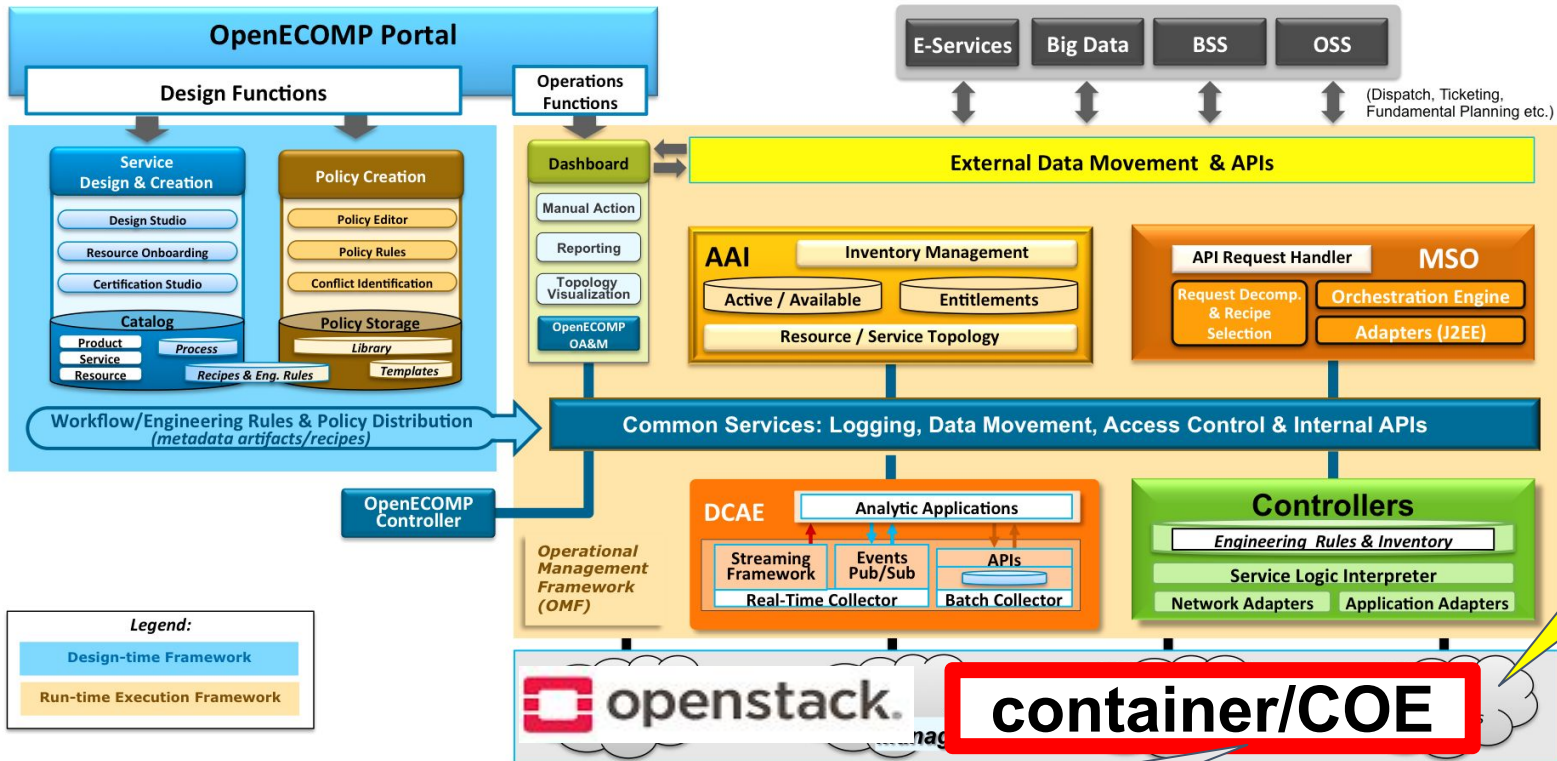 OpenECOMP Portal
Design Functions
Operations
Functions
E-Services
Big Data
BSS
OSS
(Dispatch, Ticketing,
Fundamental Planning etc.)
Service
Design & Creation
Design Studio
Resource Onboarding
Certification Studio
Catalog
Product
Service
Resource
Process
Recipes & Eng. Rules
Policy Creation
Policy Editor
Policy Rules
Conflict Identification
Policy Storage
Library
Templates
Workflow/Engineering Rules & Policy Distribution
(metadata artifacts/recipes)
Dashboard
Manual Action
Reporting
Topology
Visualization
OpenECOMP
OA&M
External Data Movement & APIs
AAI
Inventory Management
Active / Available
Entitlements
Resource / Service Topology
API Request Handler
MSO
Request Decomp.
& Recipe
Selection
Orchestration Engine
Adapters (J2EE)
Common Services: Logging, Data Movement, Access Control & Internal APIs
OpenECOMP
Controller
Operational
Management
Framework
(OMF)
DCAE
Analytic Applications
Streaming
Framework
Events
Pub/Sub
APIs
Real-Time Collector
Batch Collector
Controllers
Engineering Rules & Inventory
Service Logic Interpreter
Network Adapters
Application Adapters
Legend:
Design-time Framework
Run-time Execution Framework
openstack.
container/COE